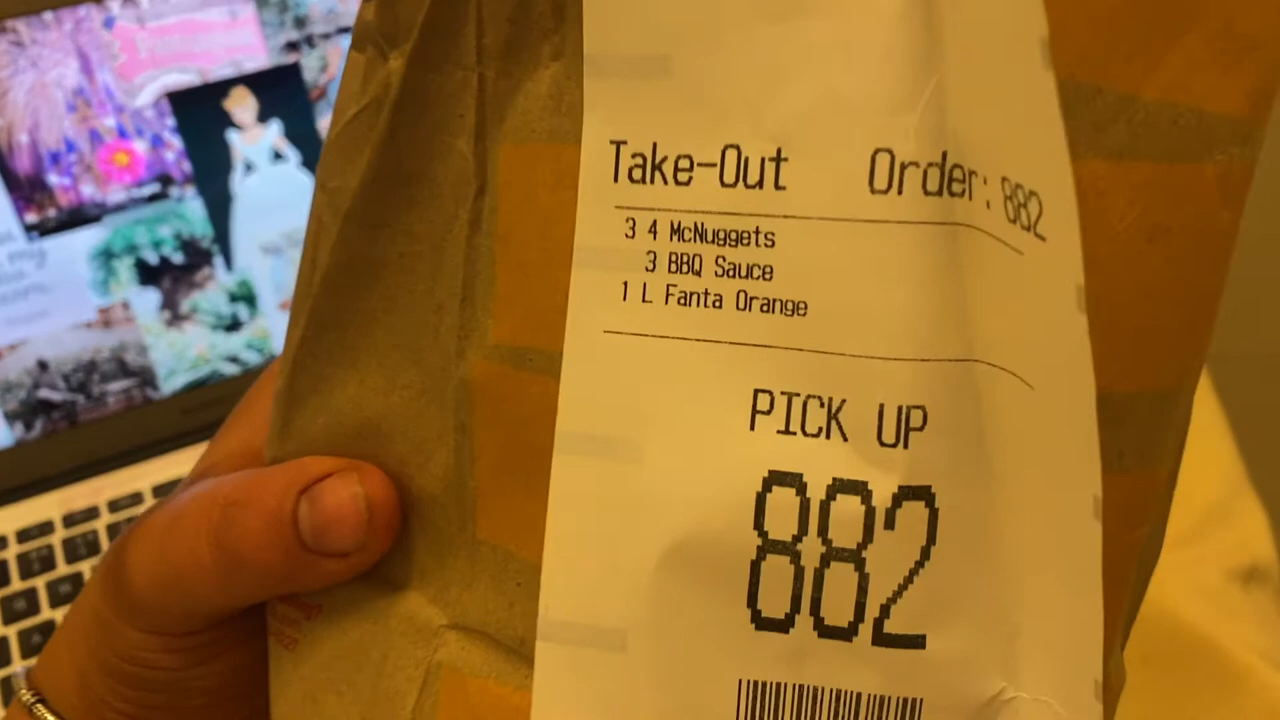 Take-Out Order: 882
3 4 McNuggets
3 BBQ Sauce
1 L Fanta Orange
PICK UP
882